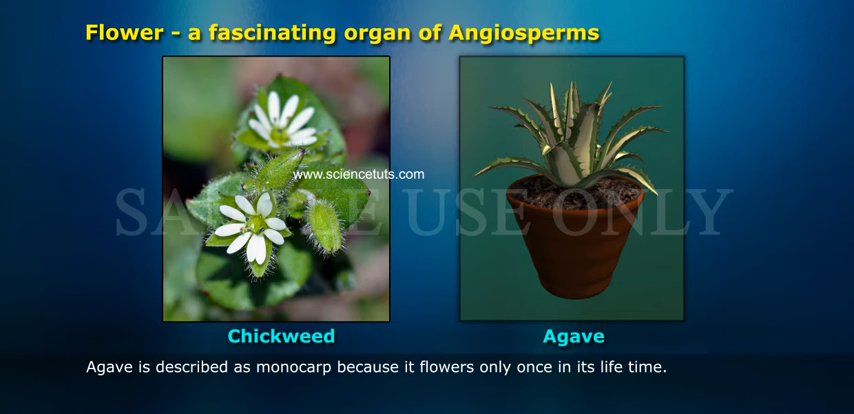 Flower - a fascinating organ of Angiosperms
www.sciencetuts.com
SAMPLE USE ONLY
Chickweed
Agave
Agave is described as monocarp because it flowers only once in its life time.